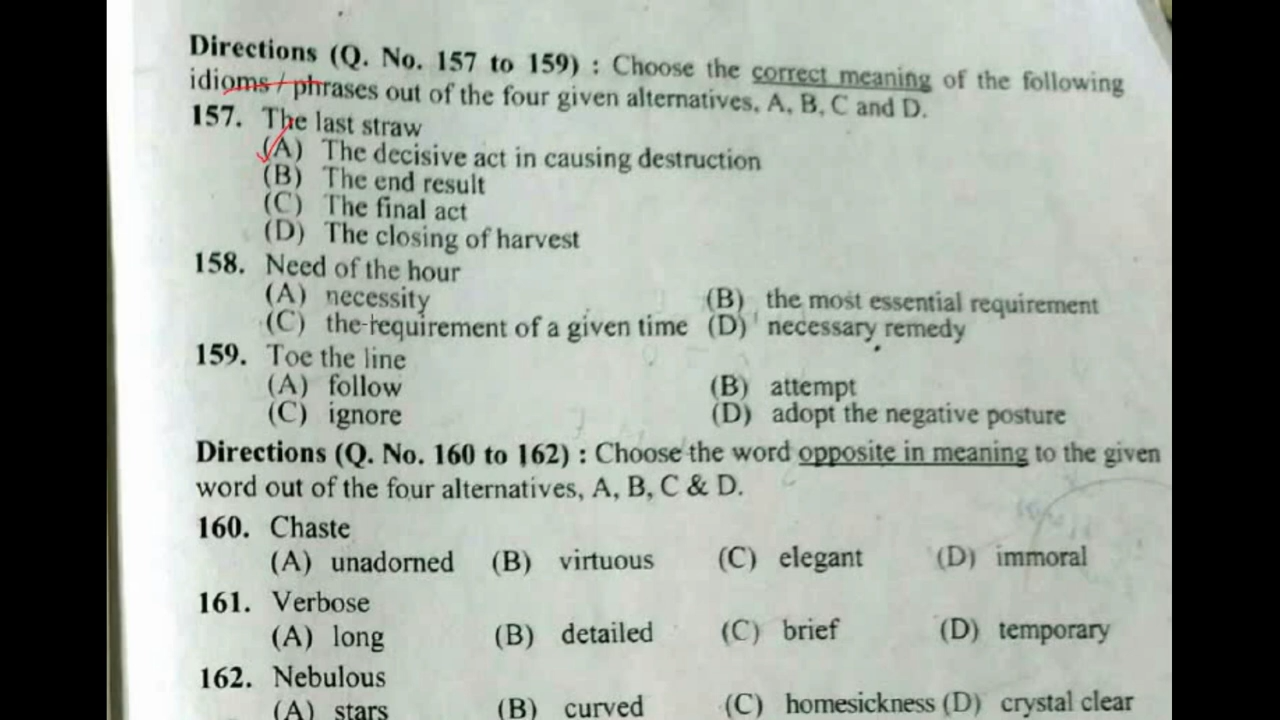 Directions (Q. No. 157 to 159) : Choose the correct meaning of the following
idioms / phrases out of the four given alternatives, A, B, C and D.
157. The last straw
(A) The decisive act in causing destruction
(B) The end result
(C) The final act
(D) The closing of harvest
158. Need of the hour
(A) necessity (B) the most essential requirement
(C) the requirement of a given time (D) necessary remedy
159. Toe the line
(A) follow (B) attempt
(C) ignore (D) adopt the negative posture
Directions (Q. No. 160 to 162) : Choose the word opposite in meaning to the given
word out of the four alternatives, A, B, C & D.
160. Chaste
(A) unadorned (B) virtuous (C) elegant (D) immoral
161. Verbose
(A) long (B) detailed (C) brief (D) temporary
162. Nebulous
(A) stars (B) curved (C) homesickness (D) crystal clear